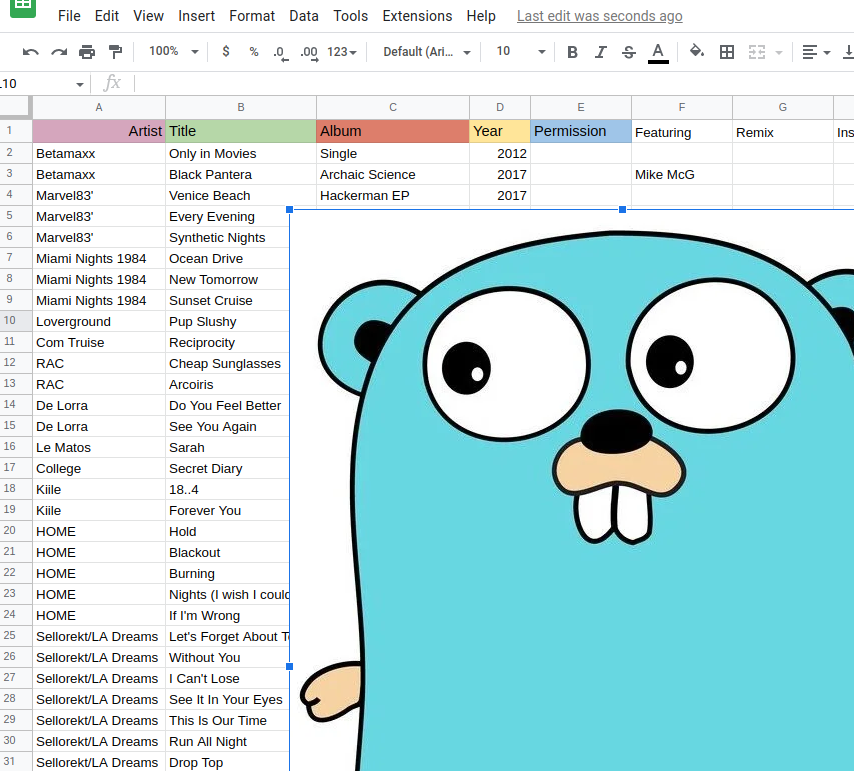 File Edit View Insert Format Data Tools Extensions Help Last edit was seconds ago
100% $ % .0 .00 123 Default (Ari... 10 B I S A
L10 fx
A B C D E F G
1 Artist Title Album Year Permission Featuring Remix Ins
2 Betamaxx Only in Movies Single 2012
3 Betamaxx Black Pantera Archaic Science 2017 Mike McG
4 Marvel83' Venice Beach Hackerman EP 2017
5 Marvel83' Every Evening
6 Marvel83' Synthetic Nights
7 Miami Nights 1984 Ocean Drive
8 Miami Nights 1984 New Tomorrow
9 Miami Nights 1984 Sunset Cruise
10 Loverground Pup Slushy
11 Com Truise Reciprocity
12 RAC Cheap Sunglasses
13 RAC Arcoiris
14 De Lorra Do You Feel Better
15 De Lorra See You Again
16 Le Matos Sarah
17 College Secret Diary
18 Kiile 18..4
19 Kiile Forever You
20 HOME Hold
21 HOME Blackout
22 HOME Burning
23 HOME Nights (I wish I could
24 HOME If I'm Wrong
25 Sellorekt/LA Dreams Let's Forget About T
26 Sellorekt/LA Dreams Without You
27 Sellorekt/LA Dreams I Can't Lose
28 Sellorekt/LA Dreams See It In Your Eyes
29 Sellorekt/LA Dreams This Is Our Time
30 Sellorekt/LA Dreams Run All Night
31 Sellorekt/LA Dreams Drop Top